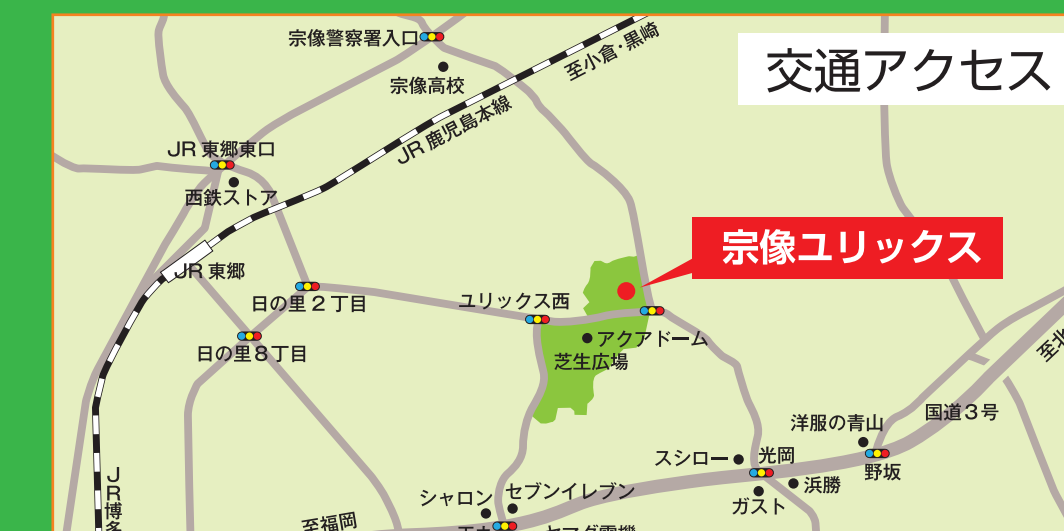 宗像警察署入口
宗像高校
至小倉・黒崎
交通アクセス
JR 鹿児島本線
JR 東郷東口
西鉄ストア
JR 東郷
宗像ユリックス
日の里2丁目
ユリックス西
日の里8丁目
アクアドーム
芝生広場
国道3号
洋服の青山
スシロー
光岡
野坂
浜勝
ガスト
シャロン
セブンイレブン
至福岡
JR博多